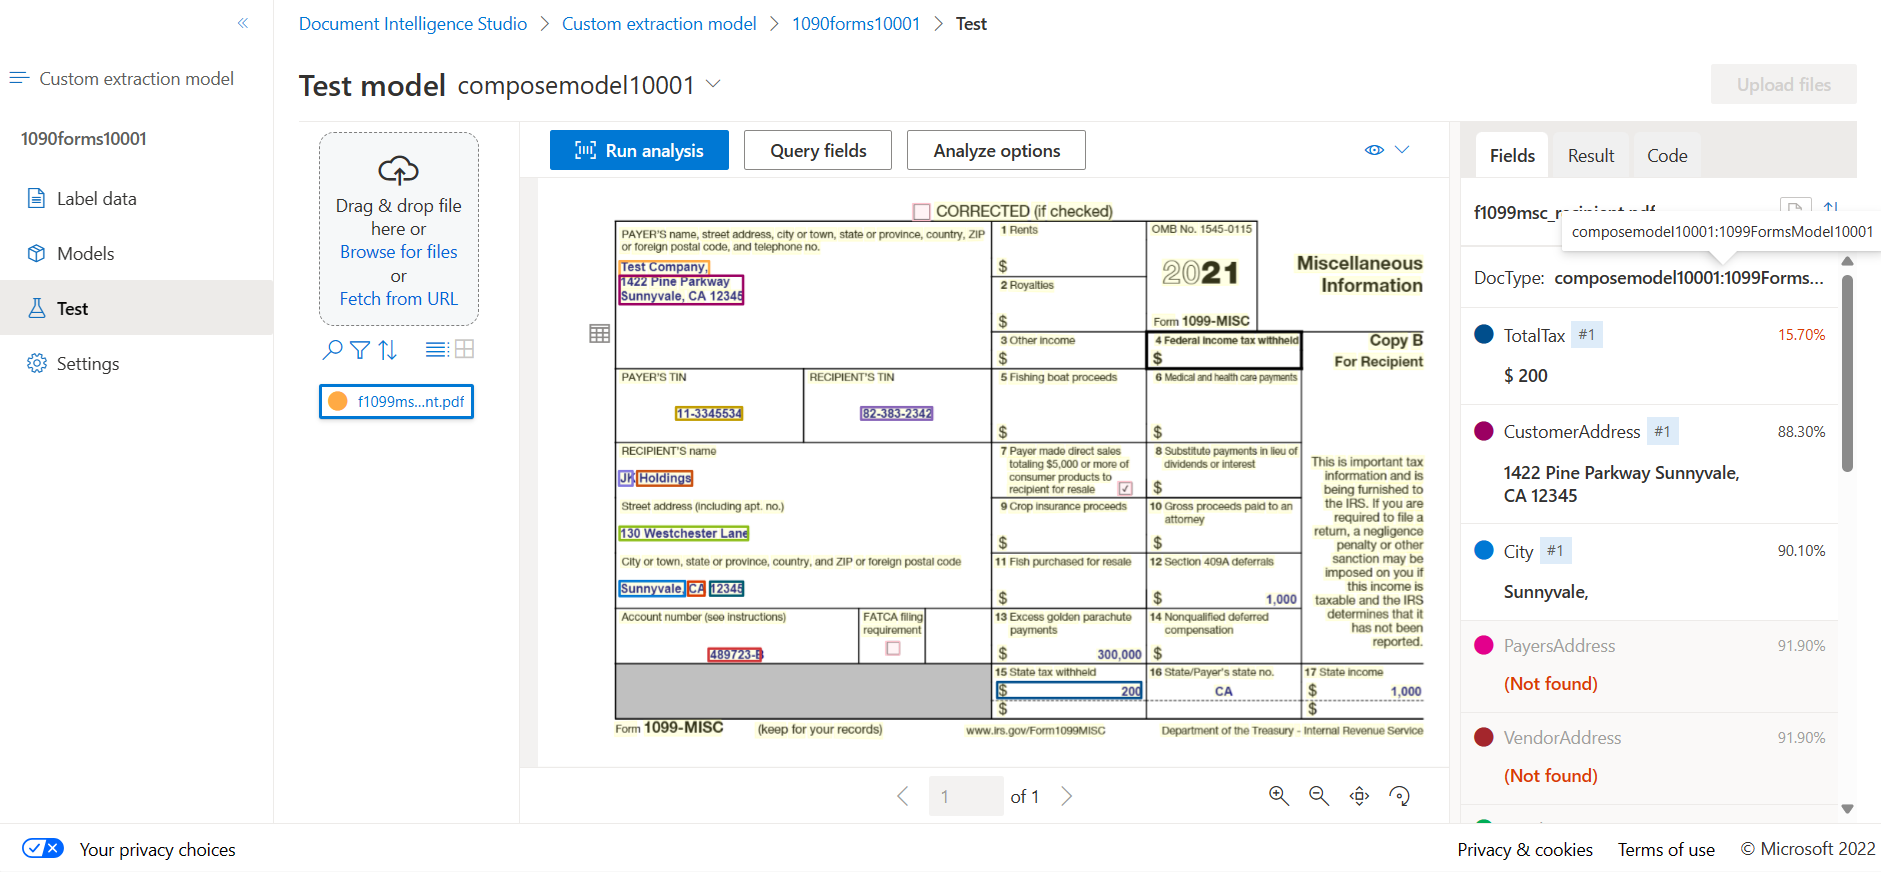 Document Intelligence Studio > Custom extraction model > 1090forms10001 > Test
Custom extraction model
1090forms10001
Label data
Models
Test
Settings
Test model composemodel10001
Upload files
Drag & drop file
here or
Browse for files
or
Fetch from URL
f1099ms...nt.pdf
Run analysis
Query fields
Analyze options
CORRECTED (if checked)
PAYER'S name, street address, city or town, state or province, country, ZIP
or foreign postal code, and telephone no.
Test Company,
1422 Pine Parkway
Sunnyvale, CA 12345
1 Rents
$
2 Royalties
$
OMB No. 1545-0115
2021
Form 1099-MISC
Miscellaneous
Information
3 Other income
$
4 Federal income tax withheld
$
Copy B
For Recipient
PAYER'S TIN
11-3345534
RECIPIENT'S TIN
82-383-2342
5 Fishing boat proceeds
$
6 Medical and health care payments
$
RECIPIENT'S name
JK Holdings
7 Payer made direct sales
totaling $5,000 or more of
consumer products to
recipient for resale
8 Substitute payments in lieu of
dividends or interest
$
This is important tax
information and is
being furnished to
the IRS. If you are
required to file a
return, a negligence
penalty or other
sanction may be
imposed on you if
this income is
taxable and the IRS
determines that it
has not been
reported.
Street address (including apt. no.)
130 Westchester Lane
9 Crop insurance proceeds
$
10 Gross proceeds paid to an
attorney
$
City or town, state or province, country, and ZIP or foreign postal code
Sunnyvale, CA 12345
11 Fish purchased for resale
$
12 Section 409A deferrals
$ 1,000
Account number (see instructions)
489723-B
FATCA filing
requirement
13 Excess golden parachute
payments
$ 300,000
14 Nonqualified deferred
compensation
$
15 State tax withheld
$ 200
$
16 State/Payer's state no.
CA
17 State income
$ 1,000
$
Form 1099-MISC (keep for your records) www.irs.gov/Form1099MISC Department of the Treasury - Internal Revenue Service
1 of 1
Fields
Result
Code
f1099msc_recipient.pdf
composemodel10001:1099FormsModel10001
DocType: composemodel10001:1099Forms...
TotalTax #1 15.70%
$ 200
CustomerAddress #1 88.30%
1422 Pine Parkway Sunnyvale,
CA 12345
City #1 90.10%
Sunnyvale,
PayersAddress 91.90%
(Not found)
VendorAddress 91.90%
(Not found)
Your privacy choices
Privacy & cookies
Terms of use
© Microsoft 2022